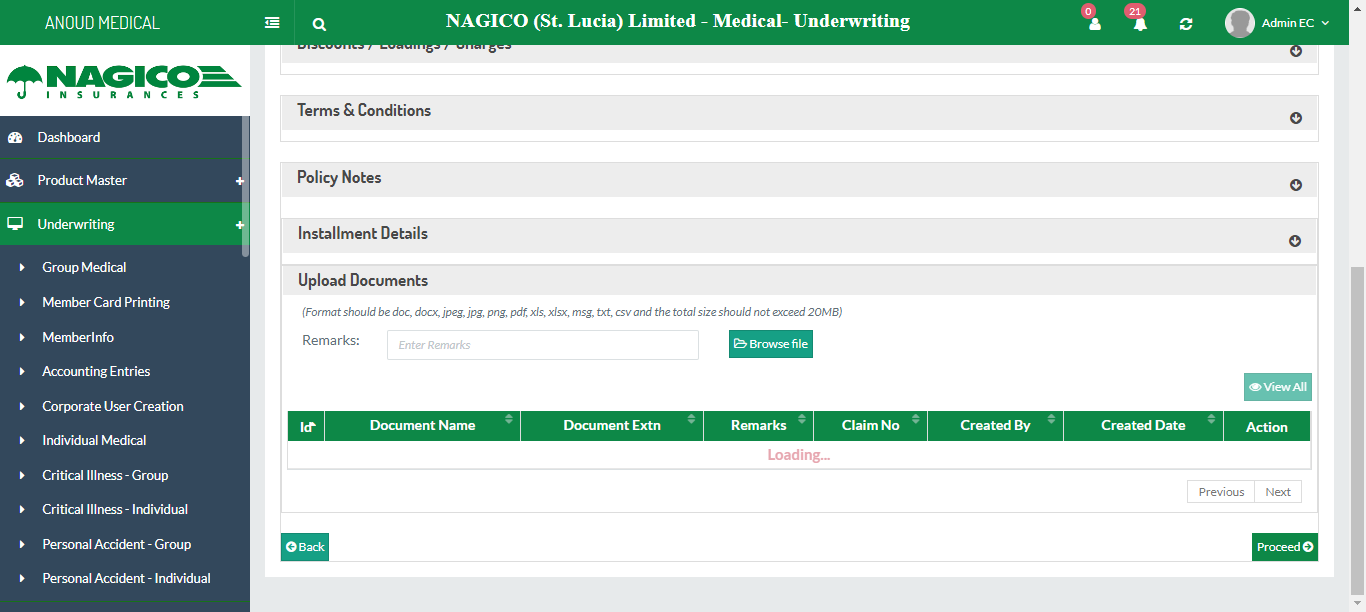 ANOUD MEDICAL
NAGICO (St. Lucia) Limited - Medical- Underwriting
0
21
Admin EC
NAGICO
INSURANCES
Dashboard
Product Master
Underwriting
Group Medical
Member Card Printing
MemberInfo
Accounting Entries
Corporate User Creation
Individual Medical
Critical Illness - Group
Critical Illness - Individual
Personal Accident - Group
Personal Accident - Individual
Discounts / Loadings / Charges
Terms & Conditions
Policy Notes
Installment Details
Upload Documents
(Format should be doc, docx, jpeg, jpg, png, pdf, xls, xlsx, msg, txt, csv and the total size should not exceed 20MB)
Remarks: Enter Remarks Browse file
View All
Id Document Name Document Extn Remarks Claim No Created By Created Date Action
Loading...
Previous Next
Back Proceed